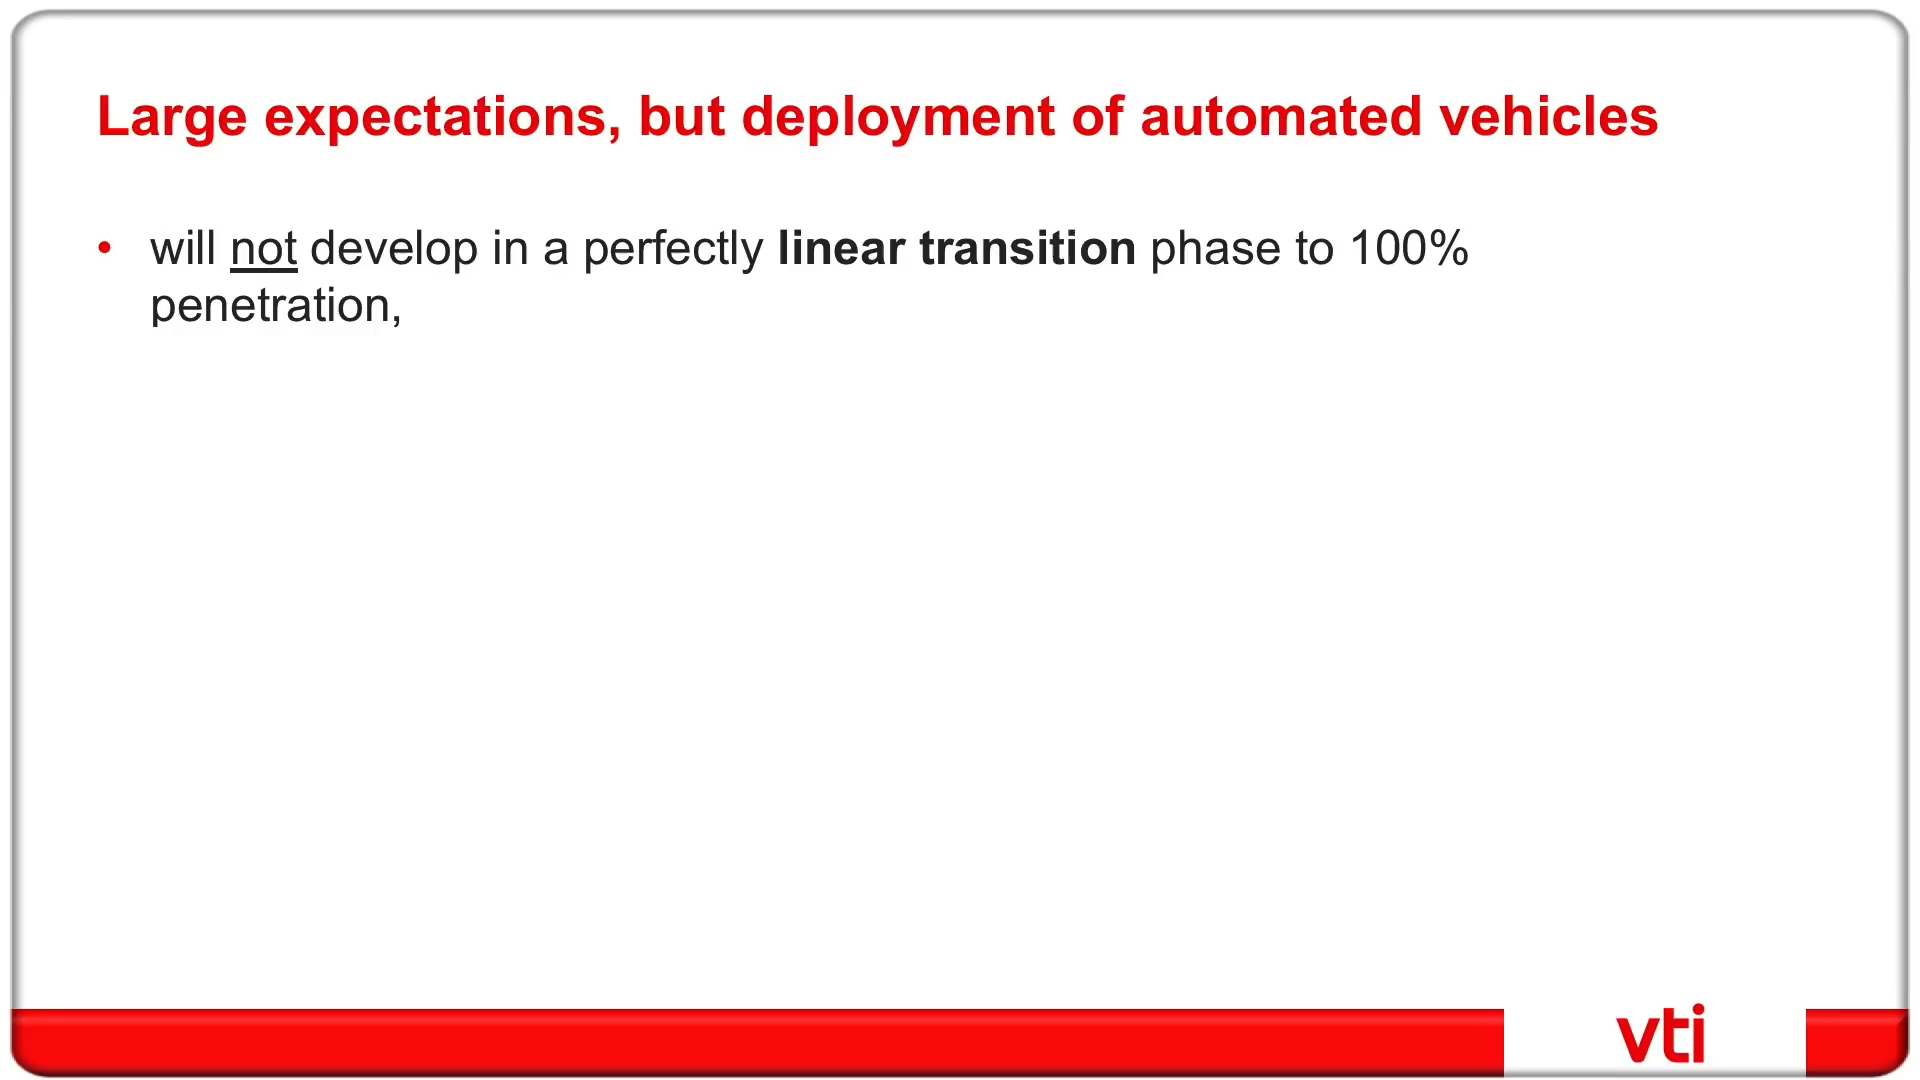 Large expectations, but deployment of automated vehicles
• will not develop in a perfectly linear transition phase to 100%
penetration,
vti